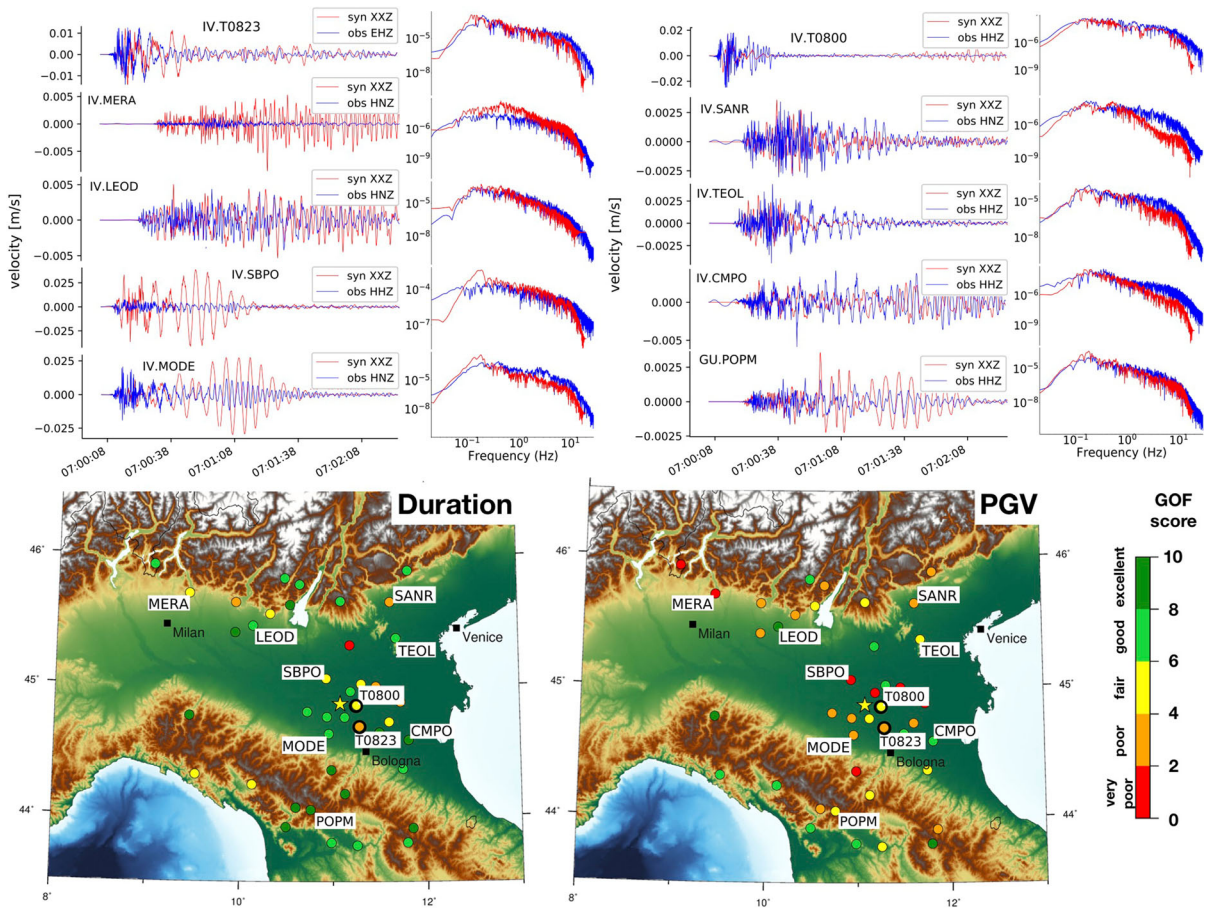 IV.T0823
syn XXZ
obs EHZ
0.01
0.00
−0.01
10⁻⁵
10⁻⁸
IV.MERA
syn XXZ
obs HNZ
0.005
0.000
−0.005
10⁻⁶
10⁻⁹
IV.LEOD
syn XXZ
obs HNZ
0.005
0.000
−0.005
10⁻⁵
10⁻⁸
IV.SBPO
syn XXZ
obs HHZ
0.025
0.000
−0.025
10⁻⁴
10⁻⁷
IV.MODE
syn XXZ
obs HNZ
0.025
0.000
−0.025
10⁻⁵
10⁻⁸
velocity [m/s]
07:00:08
07:00:38
07:01:08
07:01:38
07:02:08
10⁻¹
10⁰
10¹
Frequency (Hz)
IV.T0800
syn XXZ
obs HHZ
0.02
0.00
−0.02
10⁻⁶
10⁻⁹
IV.SANR
syn XXZ
obs HNZ
0.0025
0.0000
−0.0025
10⁻⁶
10⁻⁹
IV.TEOL
syn XXZ
obs HHZ
0.0025
0.0000
−0.0025
10⁻⁵
10⁻⁸
IV.CMPO
syn XXZ
obs HHZ
0.005
0.000
−0.005
10⁻⁶
10⁻⁹
GU.POPM
syn XXZ
obs HHZ
0.0025
0.0000
−0.0025
10⁻⁵
10⁻⁸
velocity [m/s]
07:00:08
07:00:38
07:01:08
07:01:38
07:02:08
10⁻¹
10⁰
10¹
Frequency (Hz)
Duration
46°
45°
44°
8°
10°
12°
MERA
Milan
LEOD
SANR
Venice
TEOL
SBPO
T0800
T0823
MODE
CMPO
Bologna
POPM
PGV
46°
45°
44°
8°
10°
12°
MERA
Milan
LEOD
SANR
Venice
TEOL
SBPO
T0800
T0823
MODE
CMPO
Bologna
POPM
GOF
score
10
8
6
4
2
0
excellent
good
fair
poor
very
poor